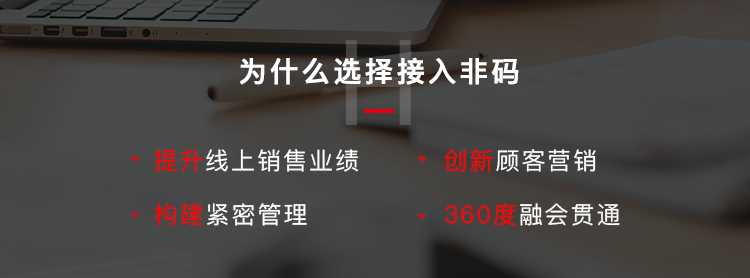 为什么选择接入非码
提升线上销售业绩
创新顾客营销
构建紧密管理
360度融会贯通